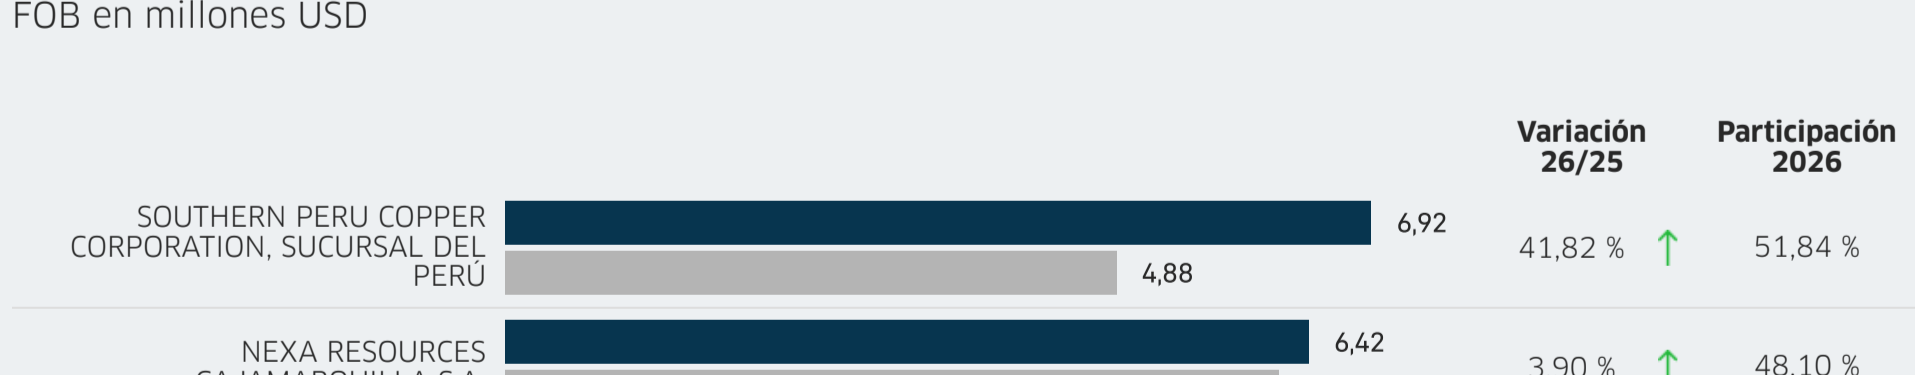 FOB en millones USD
Variación
26/25
Participación
2026
SOUTHERN PERU COPPER
CORPORATION, SUCURSAL DEL
PERÚ
6,92
4,88
41,82 %
51,84 %
NEXA RESOURCES
CAJAMARQUILLA S.A.
6,42
3,90 %
48,10 %